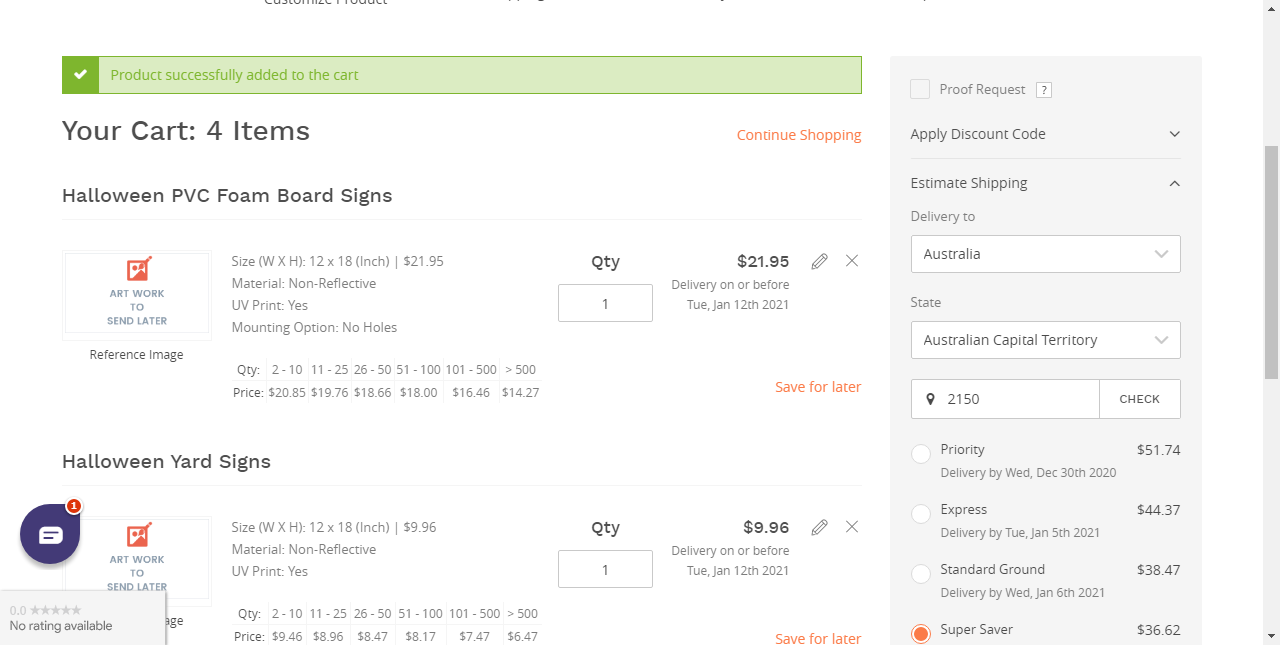 Customize Product
Product successfully added to the cart
Your Cart: 4 Items
Continue Shopping
Halloween PVC Foam Board Signs
ART WORK
TO
SEND LATER
Reference Image
Size (W X H): 12 x 18 (Inch) | $21.95
Material: Non-Reflective
UV Print: Yes
Mounting Option: No Holes
Qty
1
$21.95
Delivery on or before
Tue, Jan 12th 2021
Qty: 2 - 10 11 - 25 26 - 50 51 - 100 101 - 500 > 500
Price: $20.85 $19.76 $18.66 $18.00 $16.46 $14.27
Save for later
Halloween Yard Signs
ART WORK
TO
SEND LATER
Size (W X H): 12 x 18 (Inch) | $9.96
Material: Non-Reflective
UV Print: Yes
Qty
1
$9.96
Delivery on or before
Tue, Jan 12th 2021
Qty: 2 - 10 11 - 25 26 - 50 51 - 100 101 - 500 > 500
Price: $9.46 $8.96 $8.47 $8.17 $7.47 $6.47
Save for later
1
0.0
No rating available
Proof Request ?
Apply Discount Code
Estimate Shipping
Delivery to
Australia
State
Australian Capital Territory
2150 CHECK
Priority $51.74
Delivery by Wed, Dec 30th 2020
Express $44.37
Delivery by Tue, Jan 5th 2021
Standard Ground $38.47
Delivery by Wed, Jan 6th 2021
Super Saver $36.62